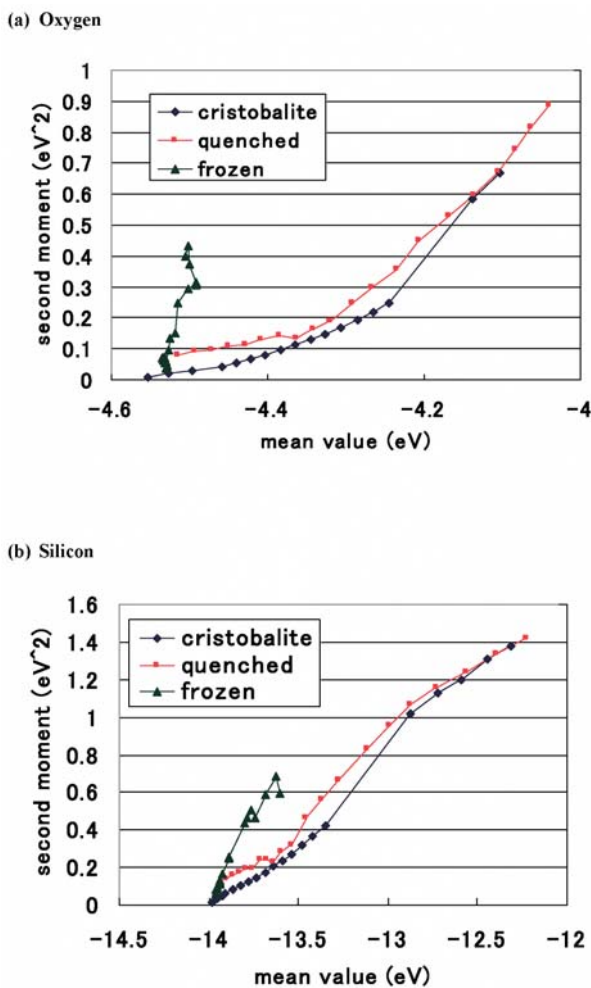 (a) Oxygen
1
0.9
0.8
0.7
0.6
0.5
0.4
0.3
0.2
0.1
0
second moment (eV^2)
cristobalite
quenched
frozen
-4.6
-4.4
-4.2
-4
mean value (eV)
(b) Silicon
1.6
1.4
1.2
1
0.8
0.6
0.4
0.2
0
second moment (eV^2)
cristobalite
quenched
frozen
-14.5
-14
-13.5
-13
-12.5
-12
mean value (eV)